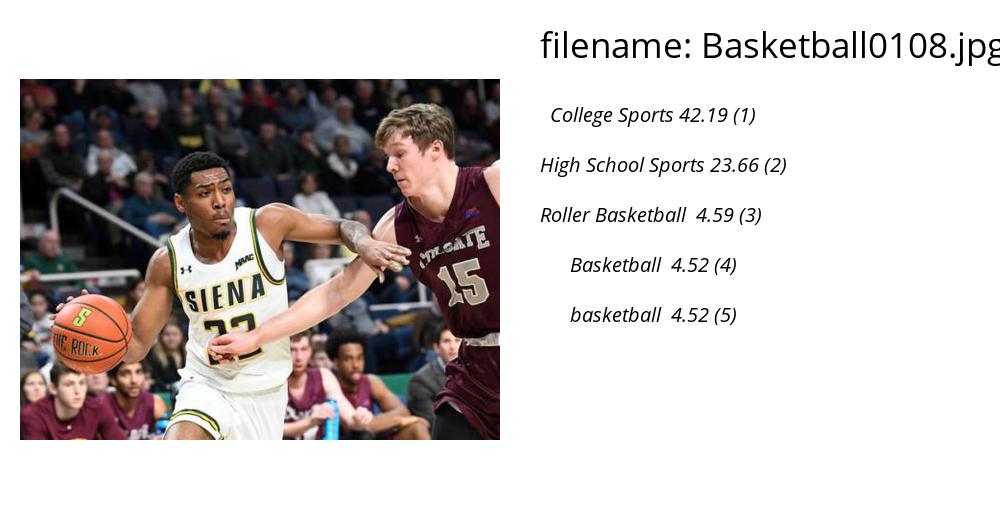 filename: Basketball0108.jpg
College Sports 42.19 (1)
High School Sports 23.66 (2)
Roller Basketball 4.59 (3)
Basketball 4.52 (4)
basketball 4.52 (5)
MAAC
SIENA
22
S
THE ROCK
COLGATE
15